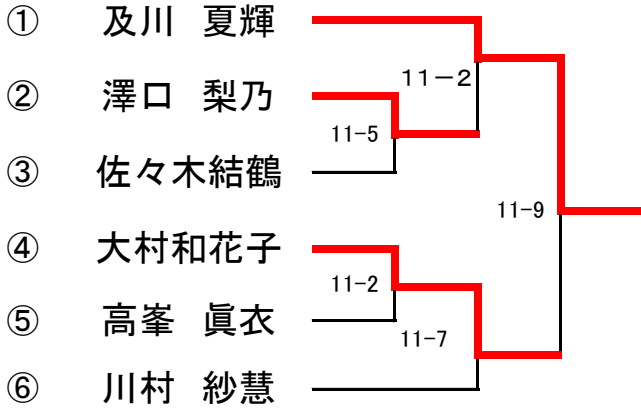 ① 及川 夏輝
11-2
② 澤口 梨乃
11-5
③ 佐々木結鶴
11-9
④ 大村和花子
11-2
⑤ 高峯 眞衣
11-7
⑥ 川村 紗慧